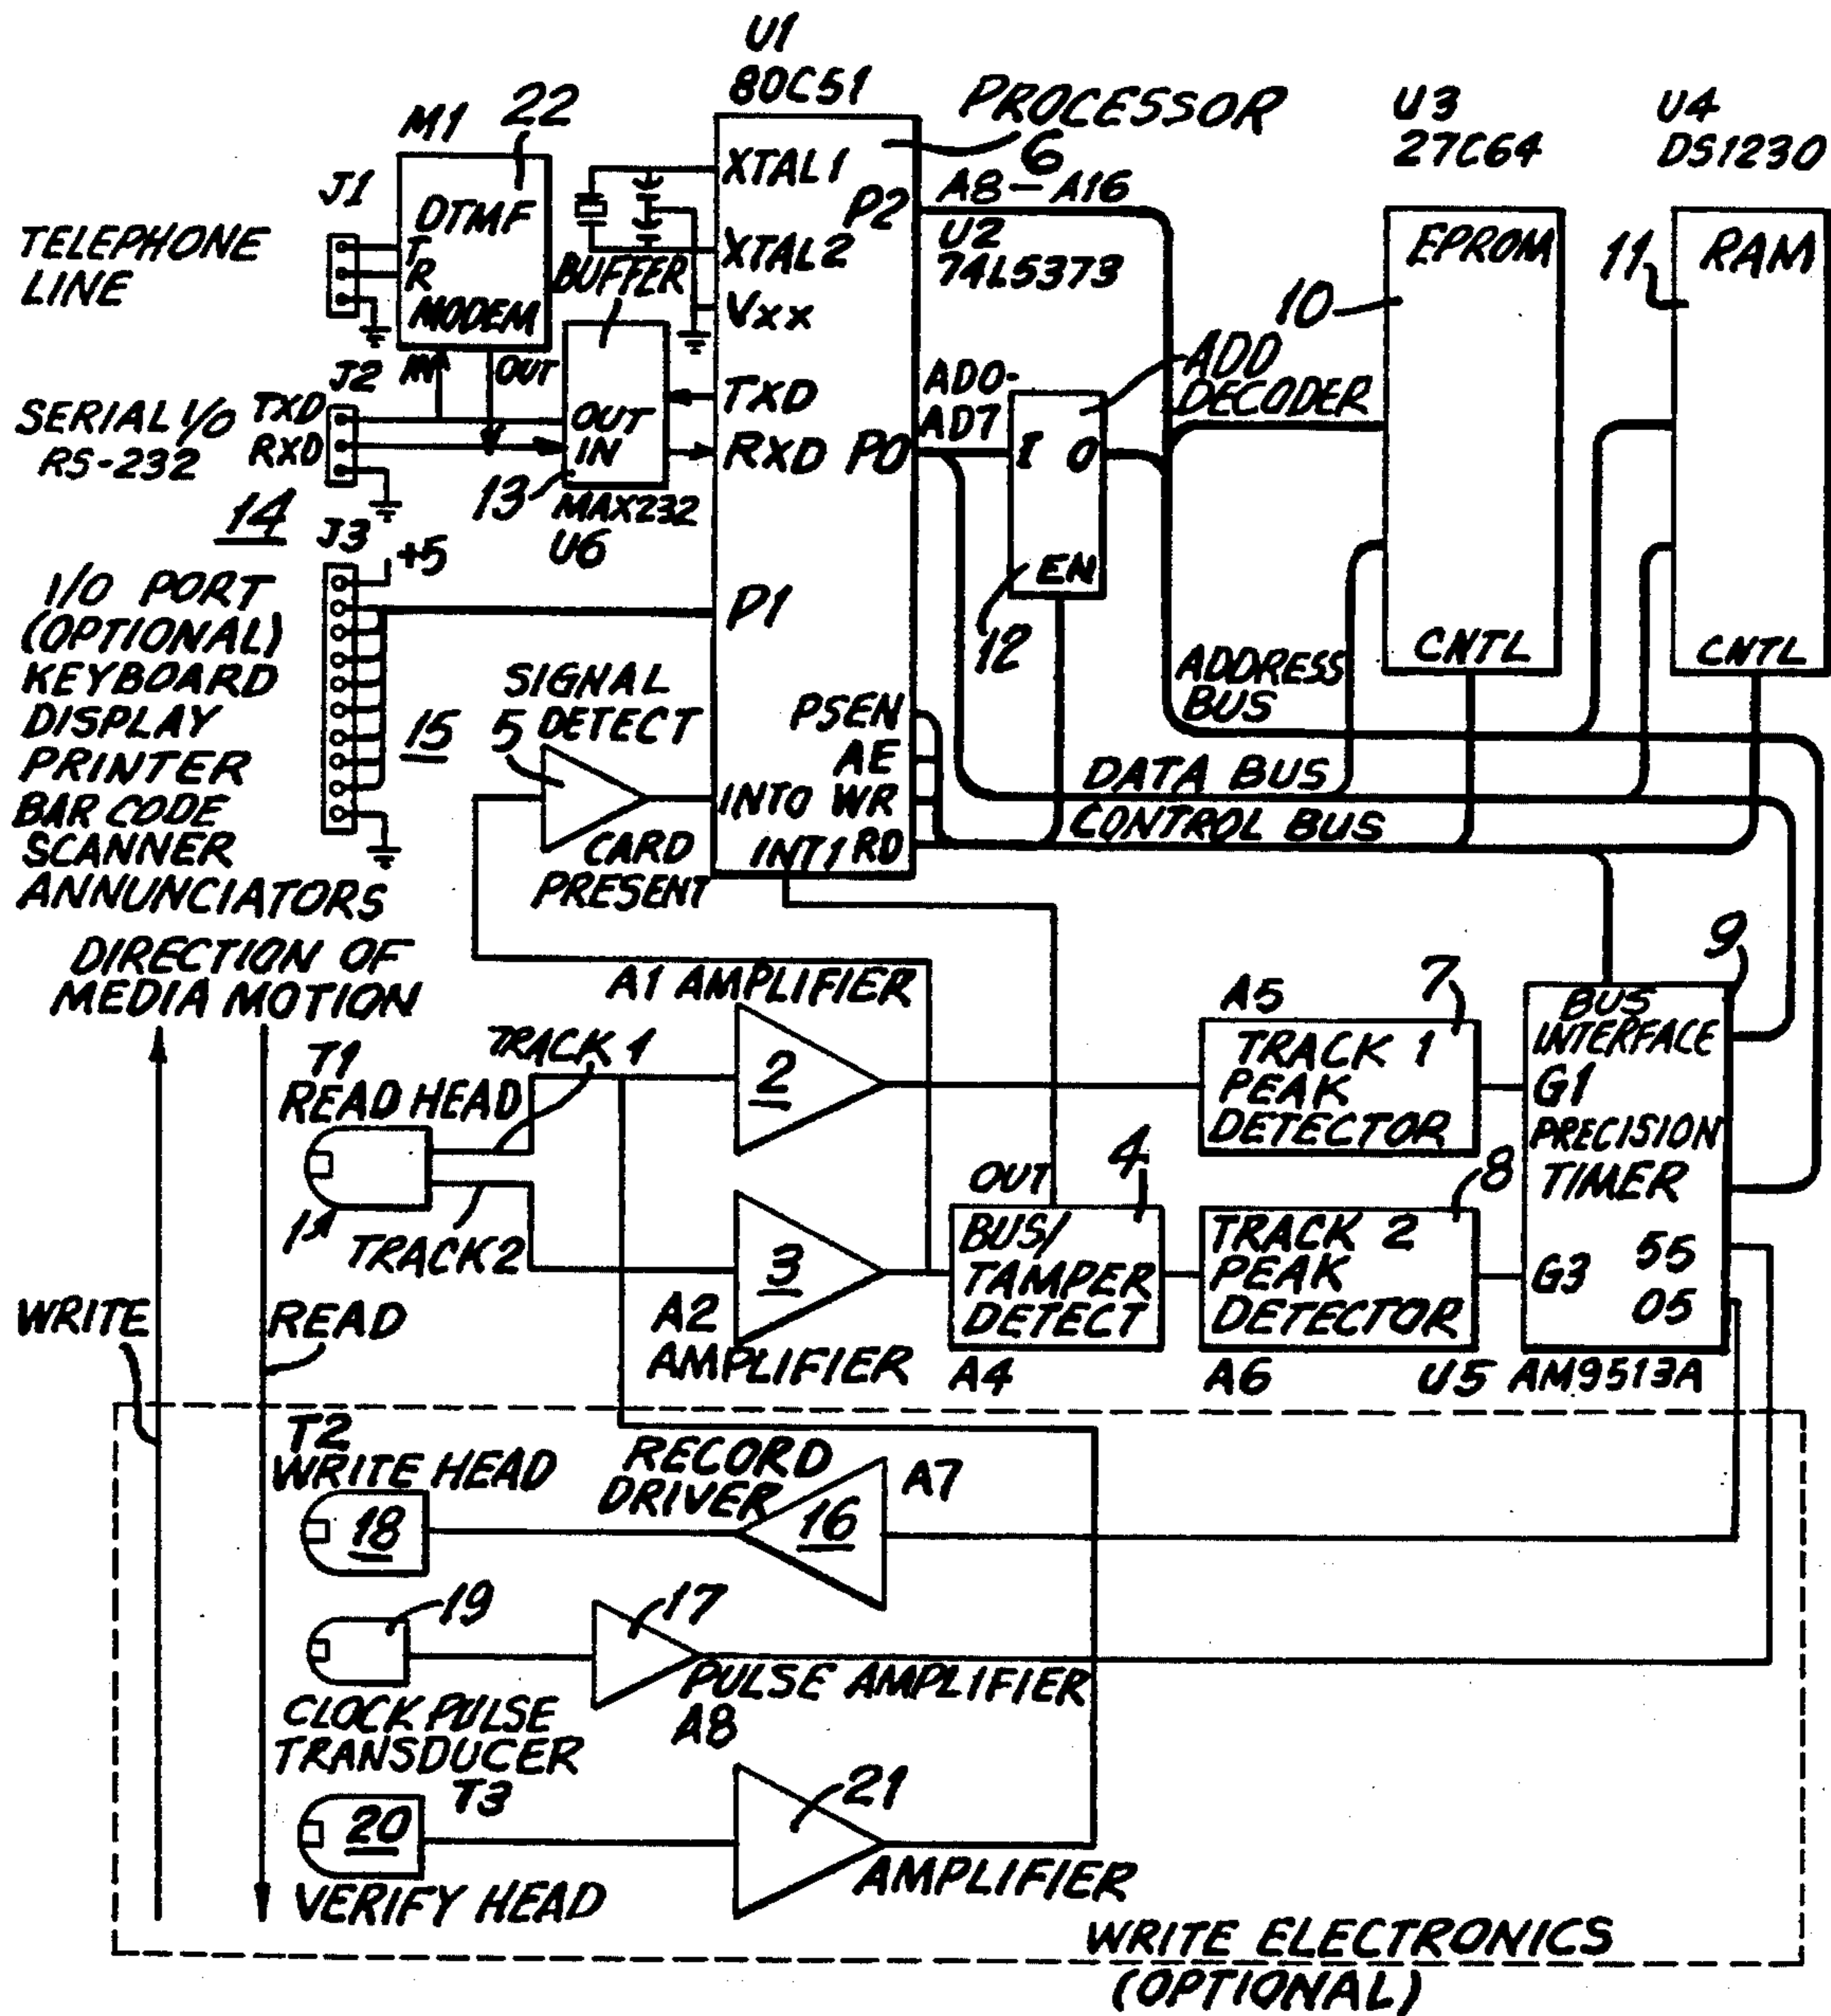 U1
80C51
PROCESSOR
6
U3
27C64
U4
DS1230
M1
22
J1
DTMF
MODEM
T
R
TELEPHONE
LINE
IN
OUT
XTAL1
XTAL2
Vxx
P2
A8-A16
U2
74LS373
BUFFER
EPROM
10
RAM
11
J2
SERIAL I/O
RS-232
TXD
RXD
OUT
IN
13
MAX232
U6
TXD
RXD
P0
AD0-
AD7
I
O
EN
12
ADD
DECODER
14
J3
+5
I/O PORT
(OPTIONAL)
KEYBOARD
DISPLAY
PRINTER
BAR CODE
SCANNER
ANNUNCIATORS
15
P1
SIGNAL
DETECT
5
CARD
PRESENT
PSEN
AE
INTO
WR
INT1
RD
ADDRESS
BUS
DATA BUS
CONTROL BUS
CNTL
CNTL
DIRECTION OF
MEDIA MOTION
A1 AMPLIFIER
TRACK 1
2
T1
READ HEAD
1
TRACK 2
3
A2
AMPLIFIER
OUT
4
BUS/
TAMPER
DETECT
A4
A5
7
TRACK 1
PEAK
DETECTOR
8
TRACK 2
PEAK
DETECTOR
A6
9
BUS
INTERFACE
G1
PRECISION
TIMER
G3
55
05
U5 AM9513A
WRITE
READ
T2
WRITE HEAD
18
RECORD
DRIVER
16
A7
19
17
PULSE AMPLIFIER
A8
CLOCK PULSE
TRANSDUCER
T3
20
21
AMPLIFIER
VERIFY HEAD
WRITE ELECTRONICS
(OPTIONAL)